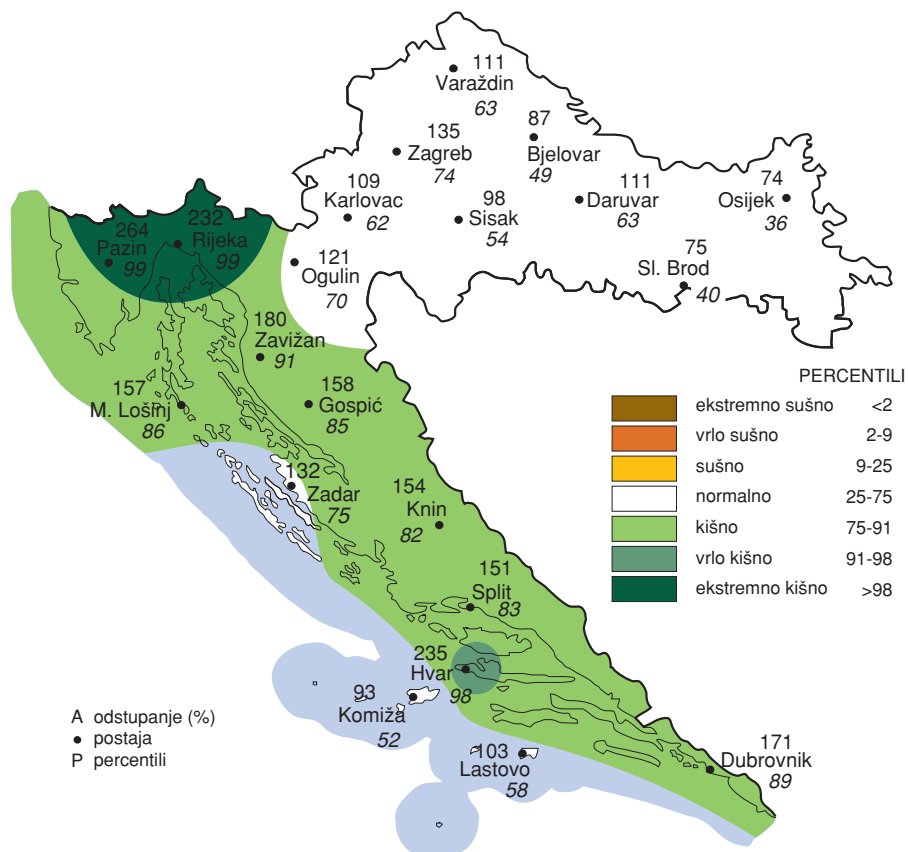 111
Varaždin
63
87
Bjelovar
49
135
Zagreb
74
109
Karlovac
62
98
Sisak
54
111
Daruvar
63
74
Osijek
36
75
Sl. Brod
40
264
Pazin
99
232
Rijeka
99
121
Ogulin
70
180
Zavižan
91
157
M. Lošinj
86
158
Gospić
85
132
Zadar
75
154
Knin
82
151
Split
83
235
Hvar
98
93
Komiža
52
103
Lastovo
58
171
Dubrovnik
89
PERCENTILI
ekstremno sušno <2
vrlo sušno 2-9
sušno 9-25
normalno 25-75
kišno 75-91
vrlo kišno 91-98
ekstremno kišno >98
A odstupanje (%)
● postaja
P percentili